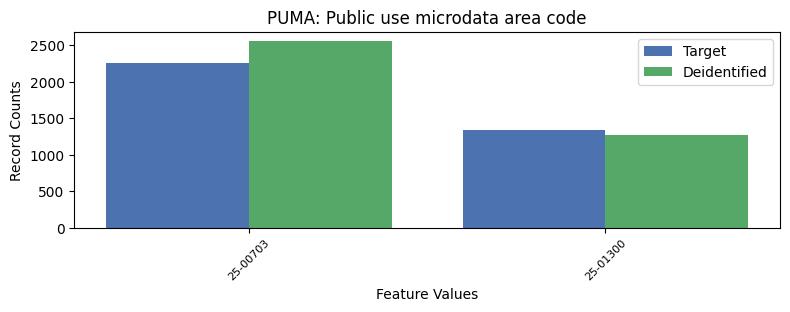 PUMA: Public use microdata area code
Target
Deidentified
Record Counts
2500
2000
1500
1000
500
0
25-00703
25-01300
Feature Values